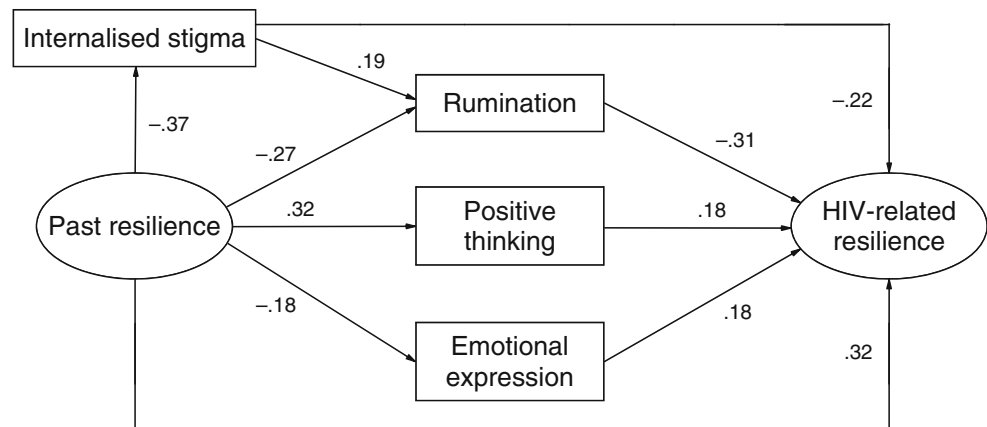 Internalised stigma
.19
Rumination
–.22
–.37
–.31
–.27
Past resilience
.32
Positive
thinking
.18
HIV-related
resilience
–.18
.18
Emotional
expression
.32